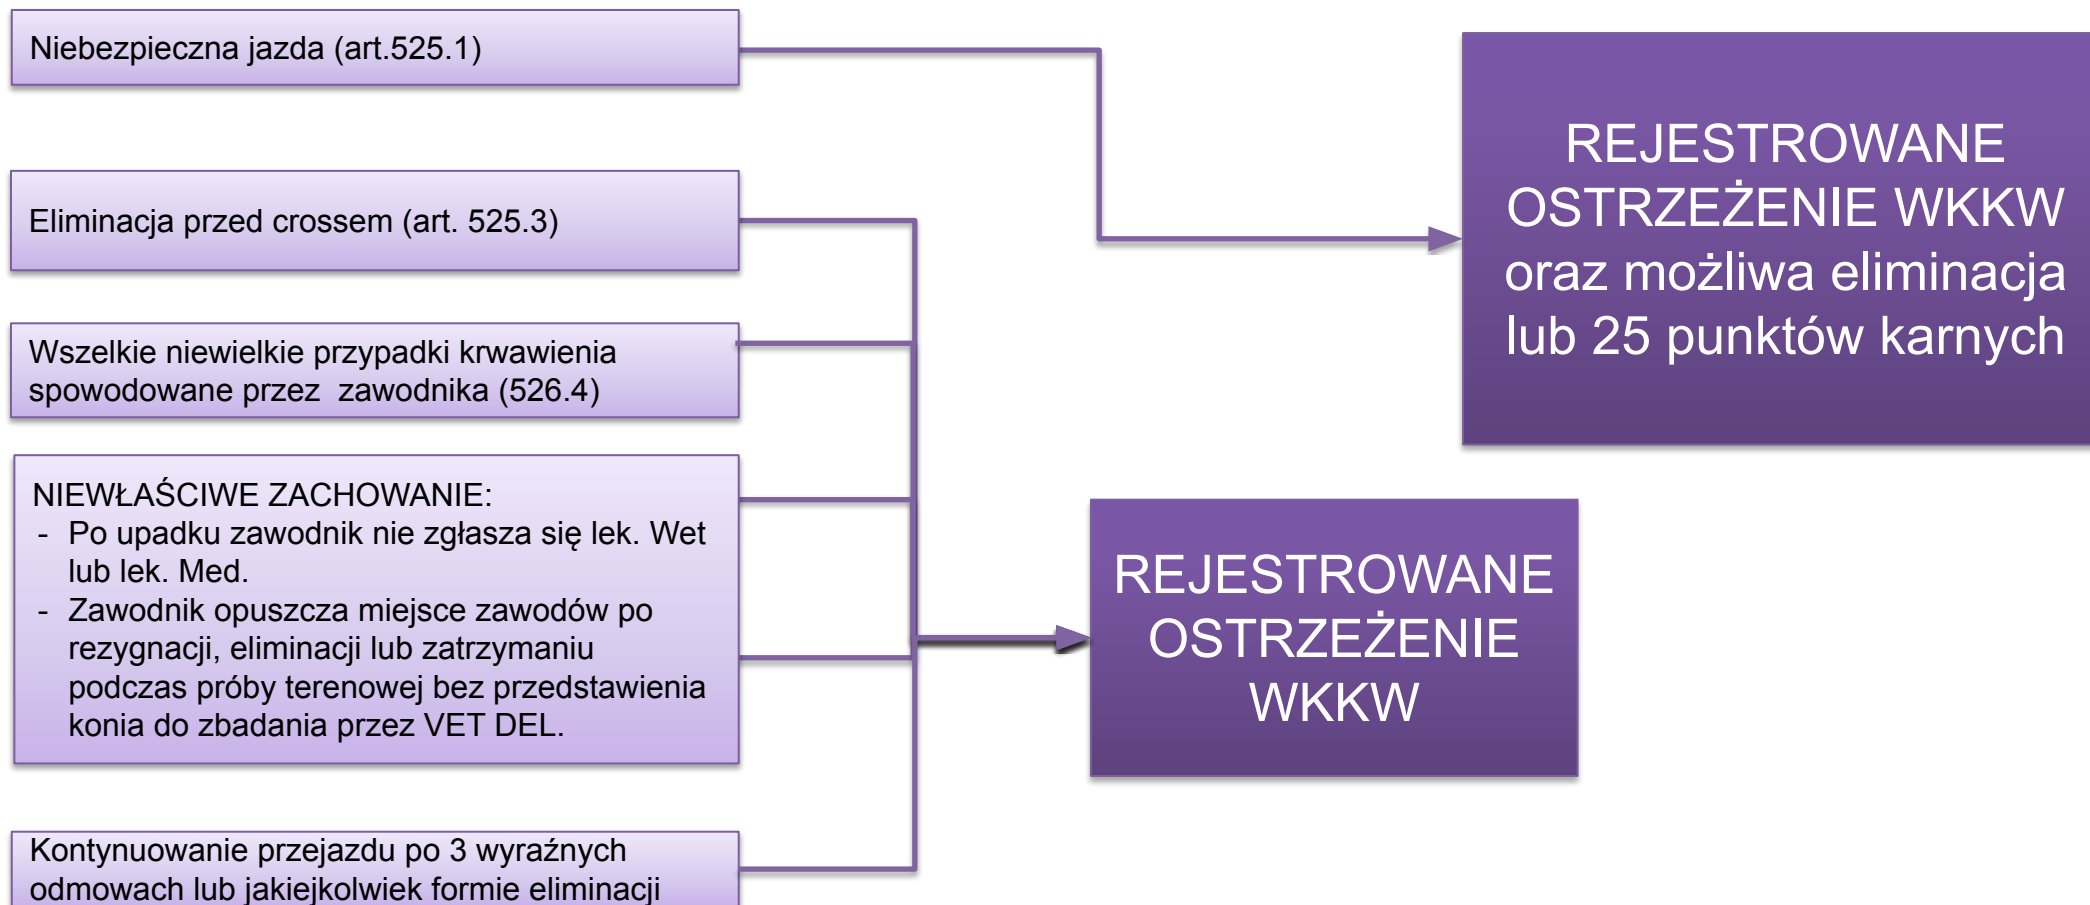 Niebezpieczna jazda (art.525.1)
Eliminacja przed crossem (art. 525.3)
Wszelkie niewielkie przypadki krwawienia
spowodowane przez  zawodnika (526.4)
NIEWŁAŚCIWE ZACHOWANIE:
- Po upadku zawodnik nie zgłasza się lek. Wet
lub lek. Med.
- Zawodnik opuszcza miejsce zawodów po
rezygnacji, eliminacji lub zatrzymaniu
podczas próby terenowej bez przedstawienia
konia do zbadania przez VET DEL.
Kontynuowanie przejazdu po 3 wyraźnych
odmowach lub jakiejkolwiek formie eliminacji
REJESTROWANE
OSTRZEŻENIE WKKW
oraz możliwa eliminacja
lub 25 punktów karnych
REJESTROWANE
OSTRZEŻENIE
WKKW